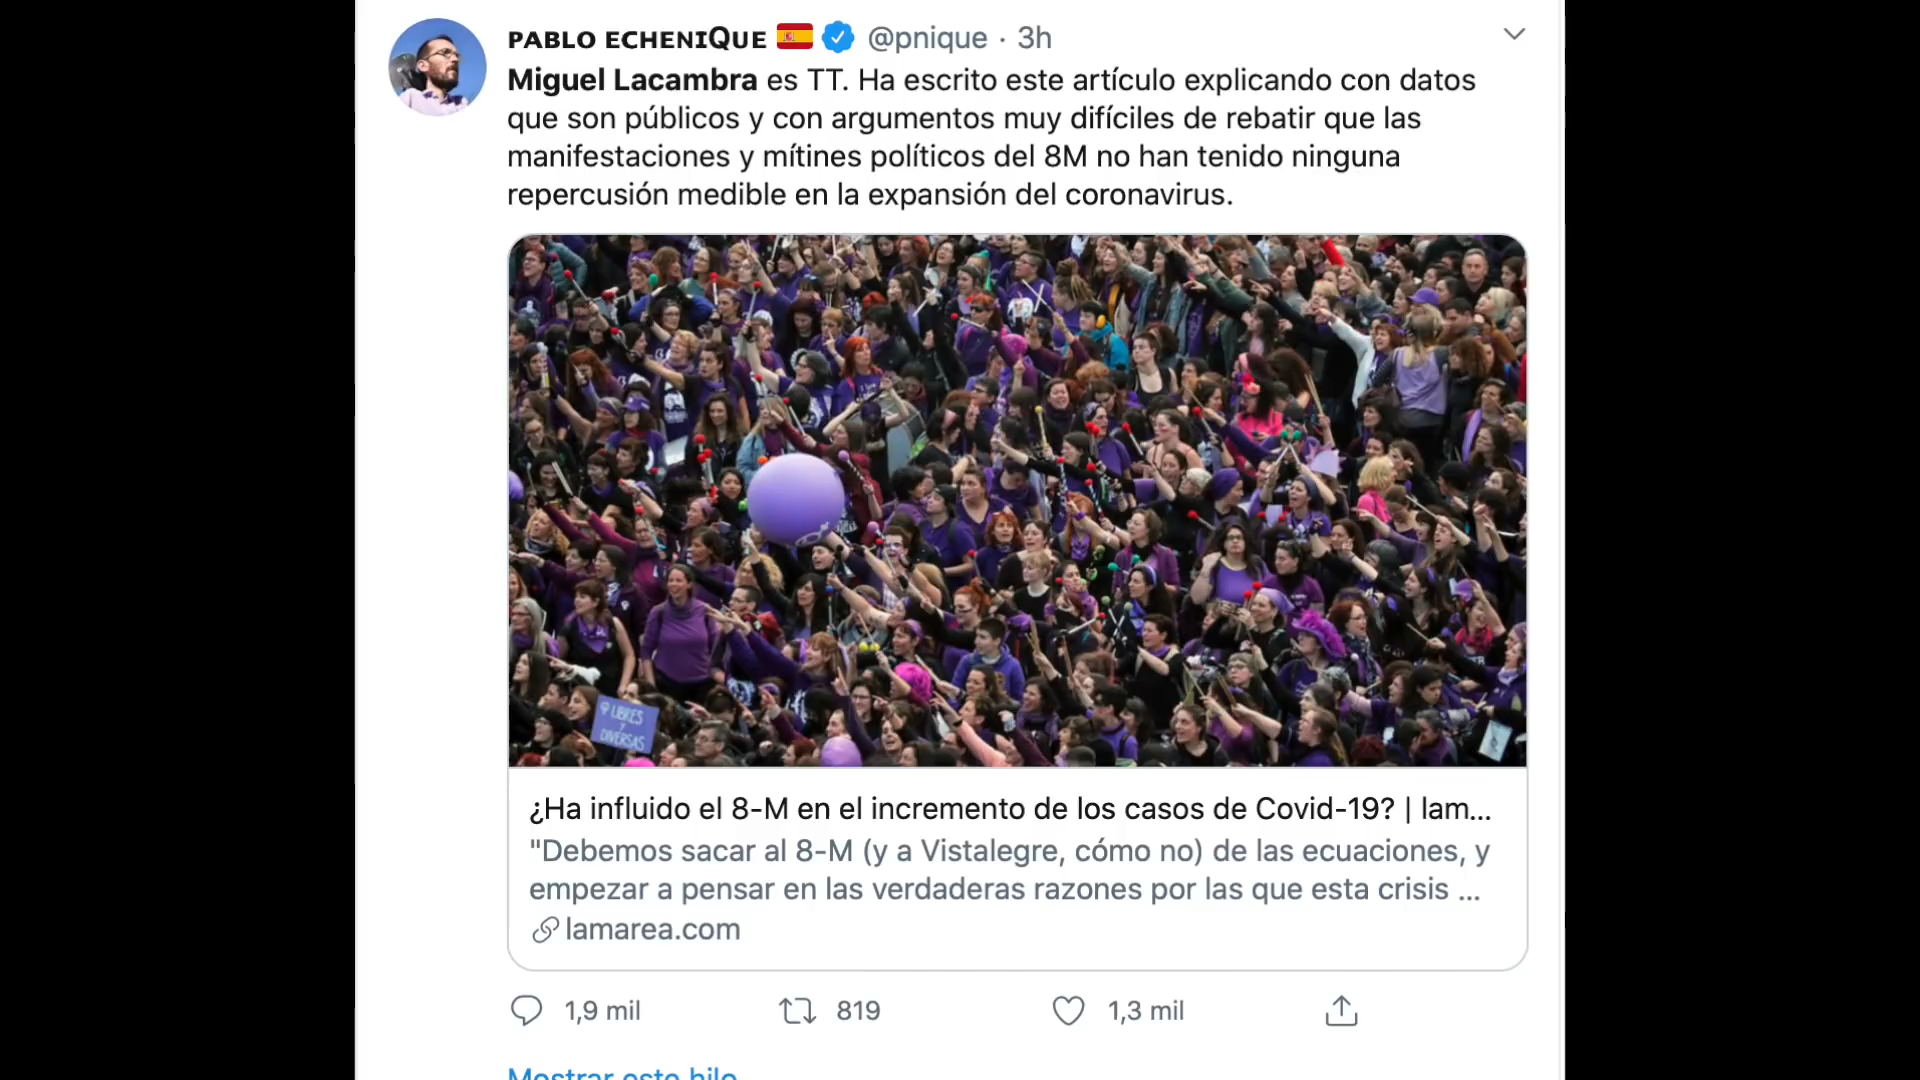 PABLO ECHENIQUE @pnique · 3h
Miguel Lacambra es TT. Ha escrito este artículo explicando con datos
que son públicos y con argumentos muy difíciles de rebatir que las
manifestaciones y mítines políticos del 8M no han tenido ninguna
repercusión medible en la expansión del coronavirus.
LIBRES
Y
DIVERSAS
¿Ha influido el 8-M en el incremento de los casos de Covid-19? | lam...
"Debemos sacar al 8-M (y a Vistalegre, cómo no) de las ecuaciones, y
empezar a pensar en las verdaderas razones por las que esta crisis ...
lamarea.com
1,9 mil 819 1,3 mil
Mostrar este hilo